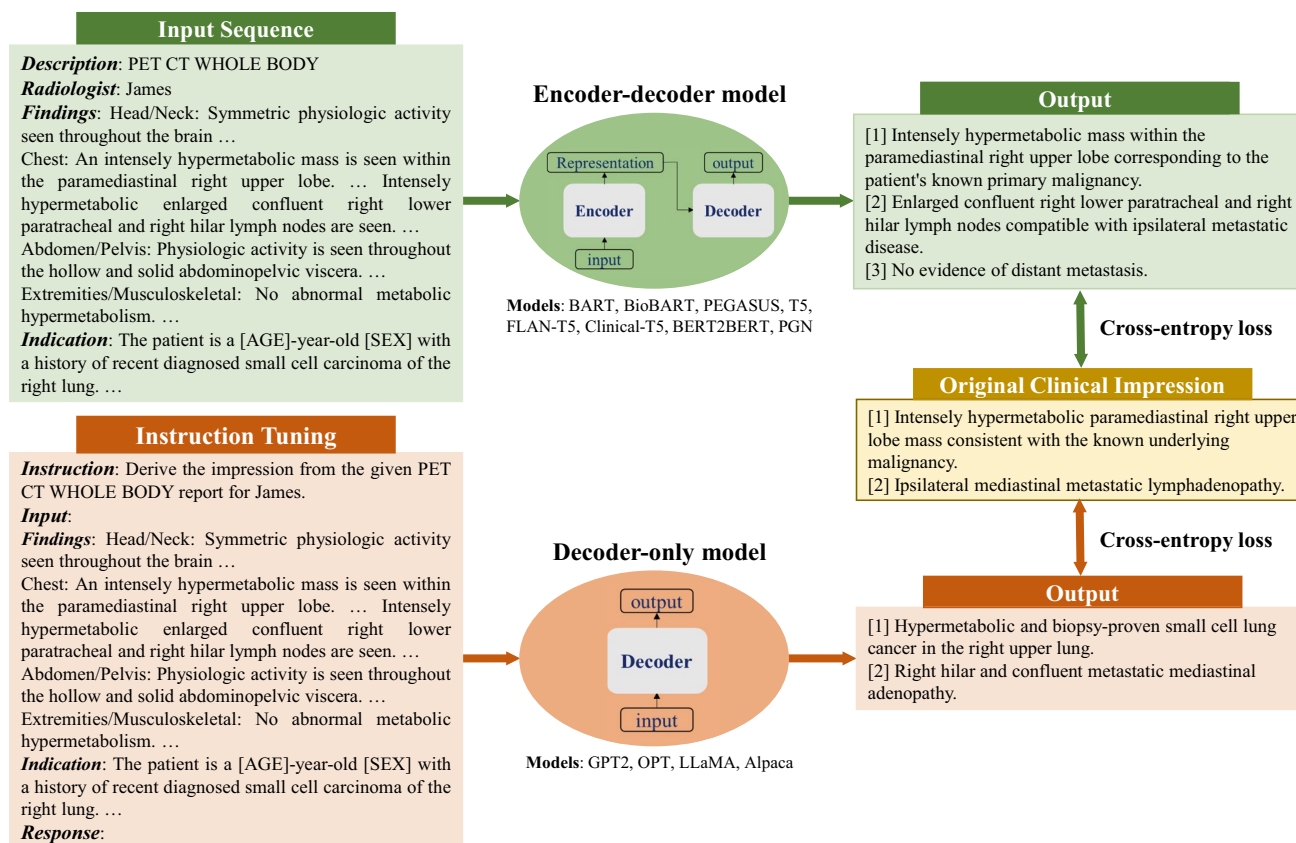 Input Sequence
Description: PET CT WHOLE BODY
Radiologist: James
Findings: Head/Neck: Symmetric physiologic activity
seen throughout the brain …
Chest: An intensely hypermetabolic mass is seen within
the paramediastinal right upper lobe. … Intensely
hypermetabolic enlarged confluent right lower
paratracheal and right hilar lymph nodes are seen. …
Abdomen/Pelvis: Physiologic activity is seen throughout
the hollow and solid abdominopelvic viscera. …
Extremities/Musculoskeletal: No abnormal metabolic
hypermetabolism. …
Indication: The patient is a [AGE]-year-old [SEX] with
a history of recent diagnosed small cell carcinoma of the
right lung. …
Encoder-decoder model
Representation
output
Encoder
Decoder
input
Models: BART, BioBART, PEGASUS, T5,
FLAN-T5, Clinical-T5, BERT2BERT, PGN
Output
[1] Intensely hypermetabolic mass within the
paramediastinal right upper lobe corresponding to the
patient's known primary malignancy.
[2] Enlarged confluent right lower paratracheal and right
hilar lymph nodes compatible with ipsilateral metastatic
disease.
[3] No evidence of distant metastasis.
Cross-entropy loss
Original Clinical Impression
[1] Intensely hypermetabolic paramediastinal right upper
lobe mass consistent with the known underlying
malignancy.
[2] Ipsilateral mediastinal metastatic lymphadenopathy.
Cross-entropy loss
Instruction Tuning
Instruction: Derive the impression from the given PET
CT WHOLE BODY report for James.
Input:
Findings: Head/Neck: Symmetric physiologic activity
seen throughout the brain …
Chest: An intensely hypermetabolic mass is seen within
the paramediastinal right upper lobe. … Intensely
hypermetabolic enlarged confluent right lower
paratracheal and right hilar lymph nodes are seen. …
Abdomen/Pelvis: Physiologic activity is seen throughout
the hollow and solid abdominopelvic viscera. …
Extremities/Musculoskeletal: No abnormal metabolic
hypermetabolism. …
Indication: The patient is a [AGE]-year-old [SEX] with
a history of recent diagnosed small cell carcinoma of the
right lung. …
Response:
Decoder-only model
output
Decoder
input
Models: GPT2, OPT, LLaMA, Alpaca
Output
[1] Hypermetabolic and biopsy-proven small cell lung
cancer in the right upper lung.
[2] Right hilar and confluent metastatic mediastinal
adenopathy.